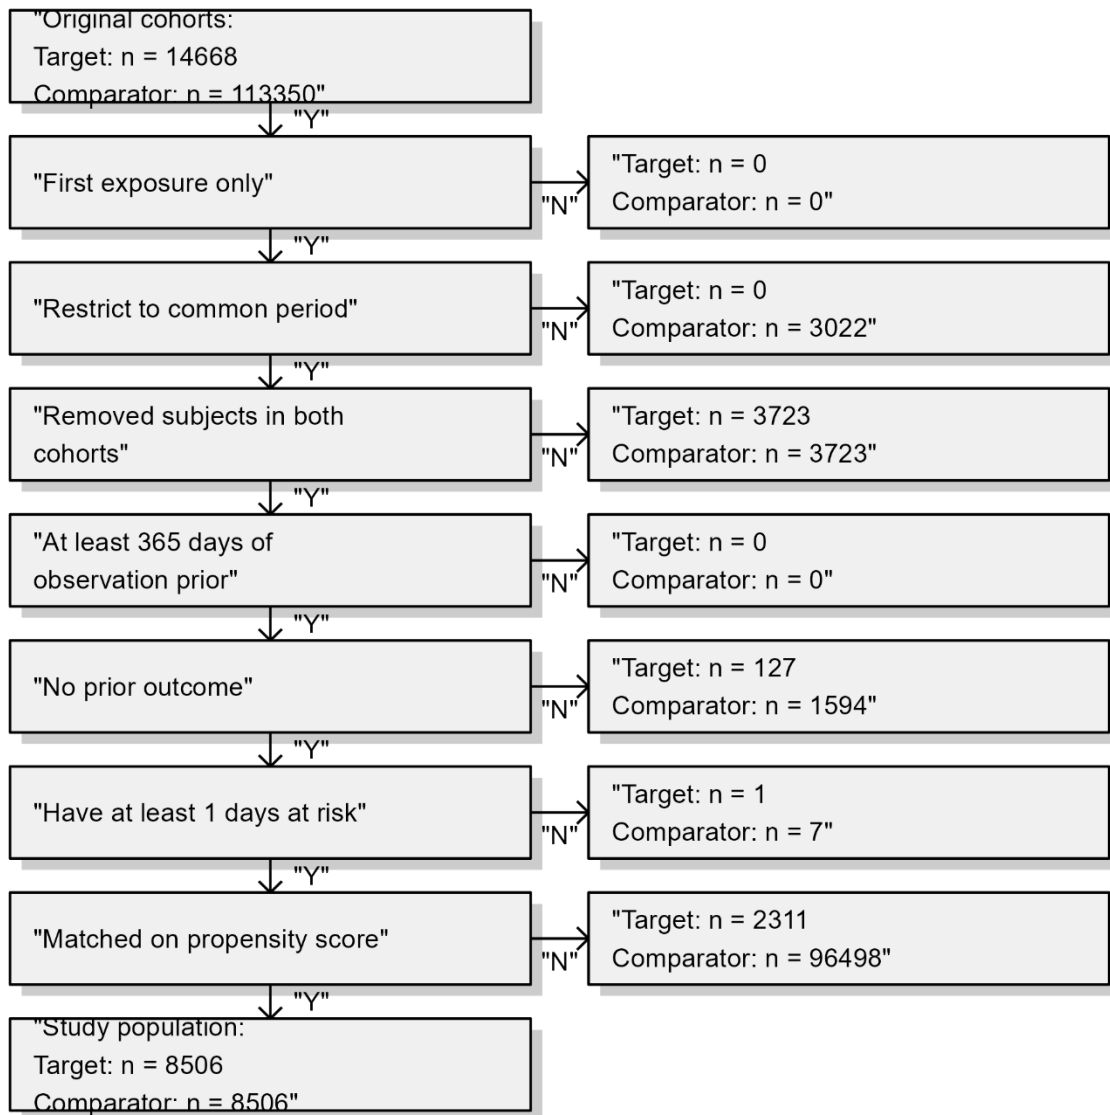 "Original cohorts:
Target: n = 14668
Comparator: n = 113350"
"Y"
"First exposure only"
"N"
"Target: n = 0
Comparator: n = 0"
"Y"
"Restrict to common period"
"N"
"Target: n = 0
Comparator: n = 3022"
"Y"
"Removed subjects in both
cohorts"
"N"
"Target: n = 3723
Comparator: n = 3723"
"Y"
"At least 365 days of
observation prior"
"N"
"Target: n = 0
Comparator: n = 0"
"Y"
"No prior outcome"
"N"
"Target: n = 127
Comparator: n = 1594"
"Y"
"Have at least 1 days at risk"
"N"
"Target: n = 1
Comparator: n = 7"
"Y"
"Matched on propensity score"
"N"
"Target: n = 2311
Comparator: n = 96498"
"Y"
"Study population:
Target: n = 8506
Comparator: n = 8506"